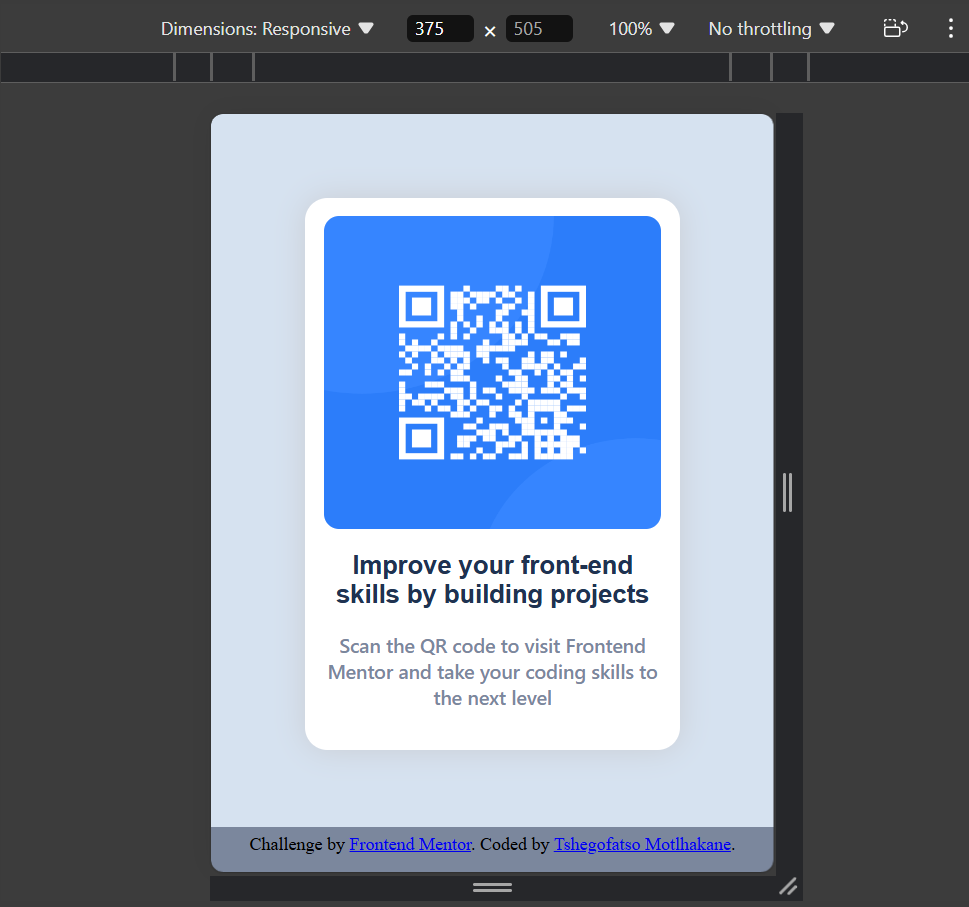 Dimensions: Responsive 375 × 505 100% No throttling
Improve your front-end
skills by building projects
Scan the QR code to visit Frontend
Mentor and take your coding skills to
the next level
Challenge by Frontend Mentor. Coded by Tshegofatso Motlhakane.